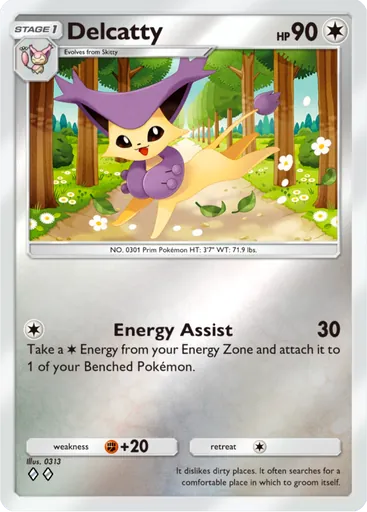 STAGE 1
Delcatty
HP 90
Evolves from Skitty
NO. 0301 Prim Pokémon HT: 3'7" WT: 71.9 lbs.
Energy Assist 30
Take a Energy from your Energy Zone and attach it to
1 of your Benched Pokémon.
weakness +20
retreat
Illus. 0313
It dislikes dirty places. It often searches for a
comfortable place in which to groom itself.